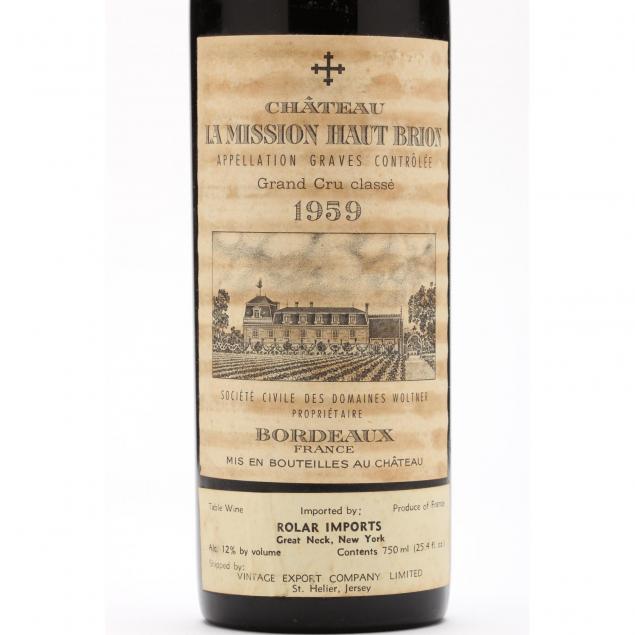 CHÂTEAU
LA MISSION HAUT BRION
APPELLATION GRAVES CONTRÔLÉE
Grand Cru classé
1959
SOCIÉTÉ CIVILE DES DOMAINES WOLTNER
PROPRIÉTAIRE
BORDEAUX
FRANCE
MIS EN BOUTEILLES AU CHÂTEAU
Table Wine Imported by: Produce of France
ROLAR IMPORTS
Great Neck, New York
Alc. 12% by volume Contents 750 ml (25.4 fl. oz.)
Shipped by:
VINTAGE EXPORT COMPANY LIMITED
St. Helier, Jersey